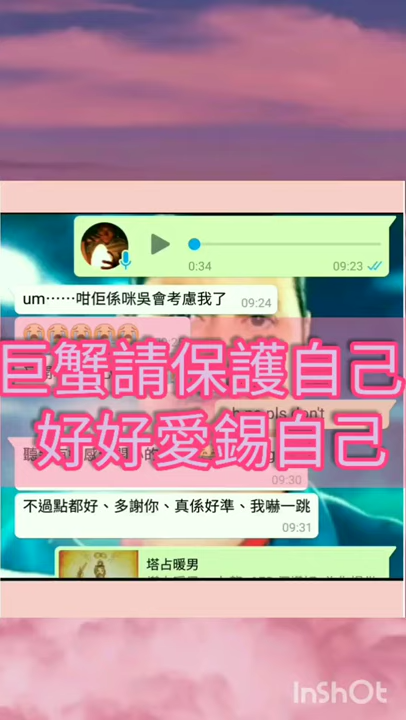 0:34
09:23
um……咁佢係咪吳會考慮我了
09:24
巨蟹請保護自己
好好愛錫自己
09:30
不過點都好、多謝你、真係好準、我嚇一跳
09:31
塔占暖男
InShOt